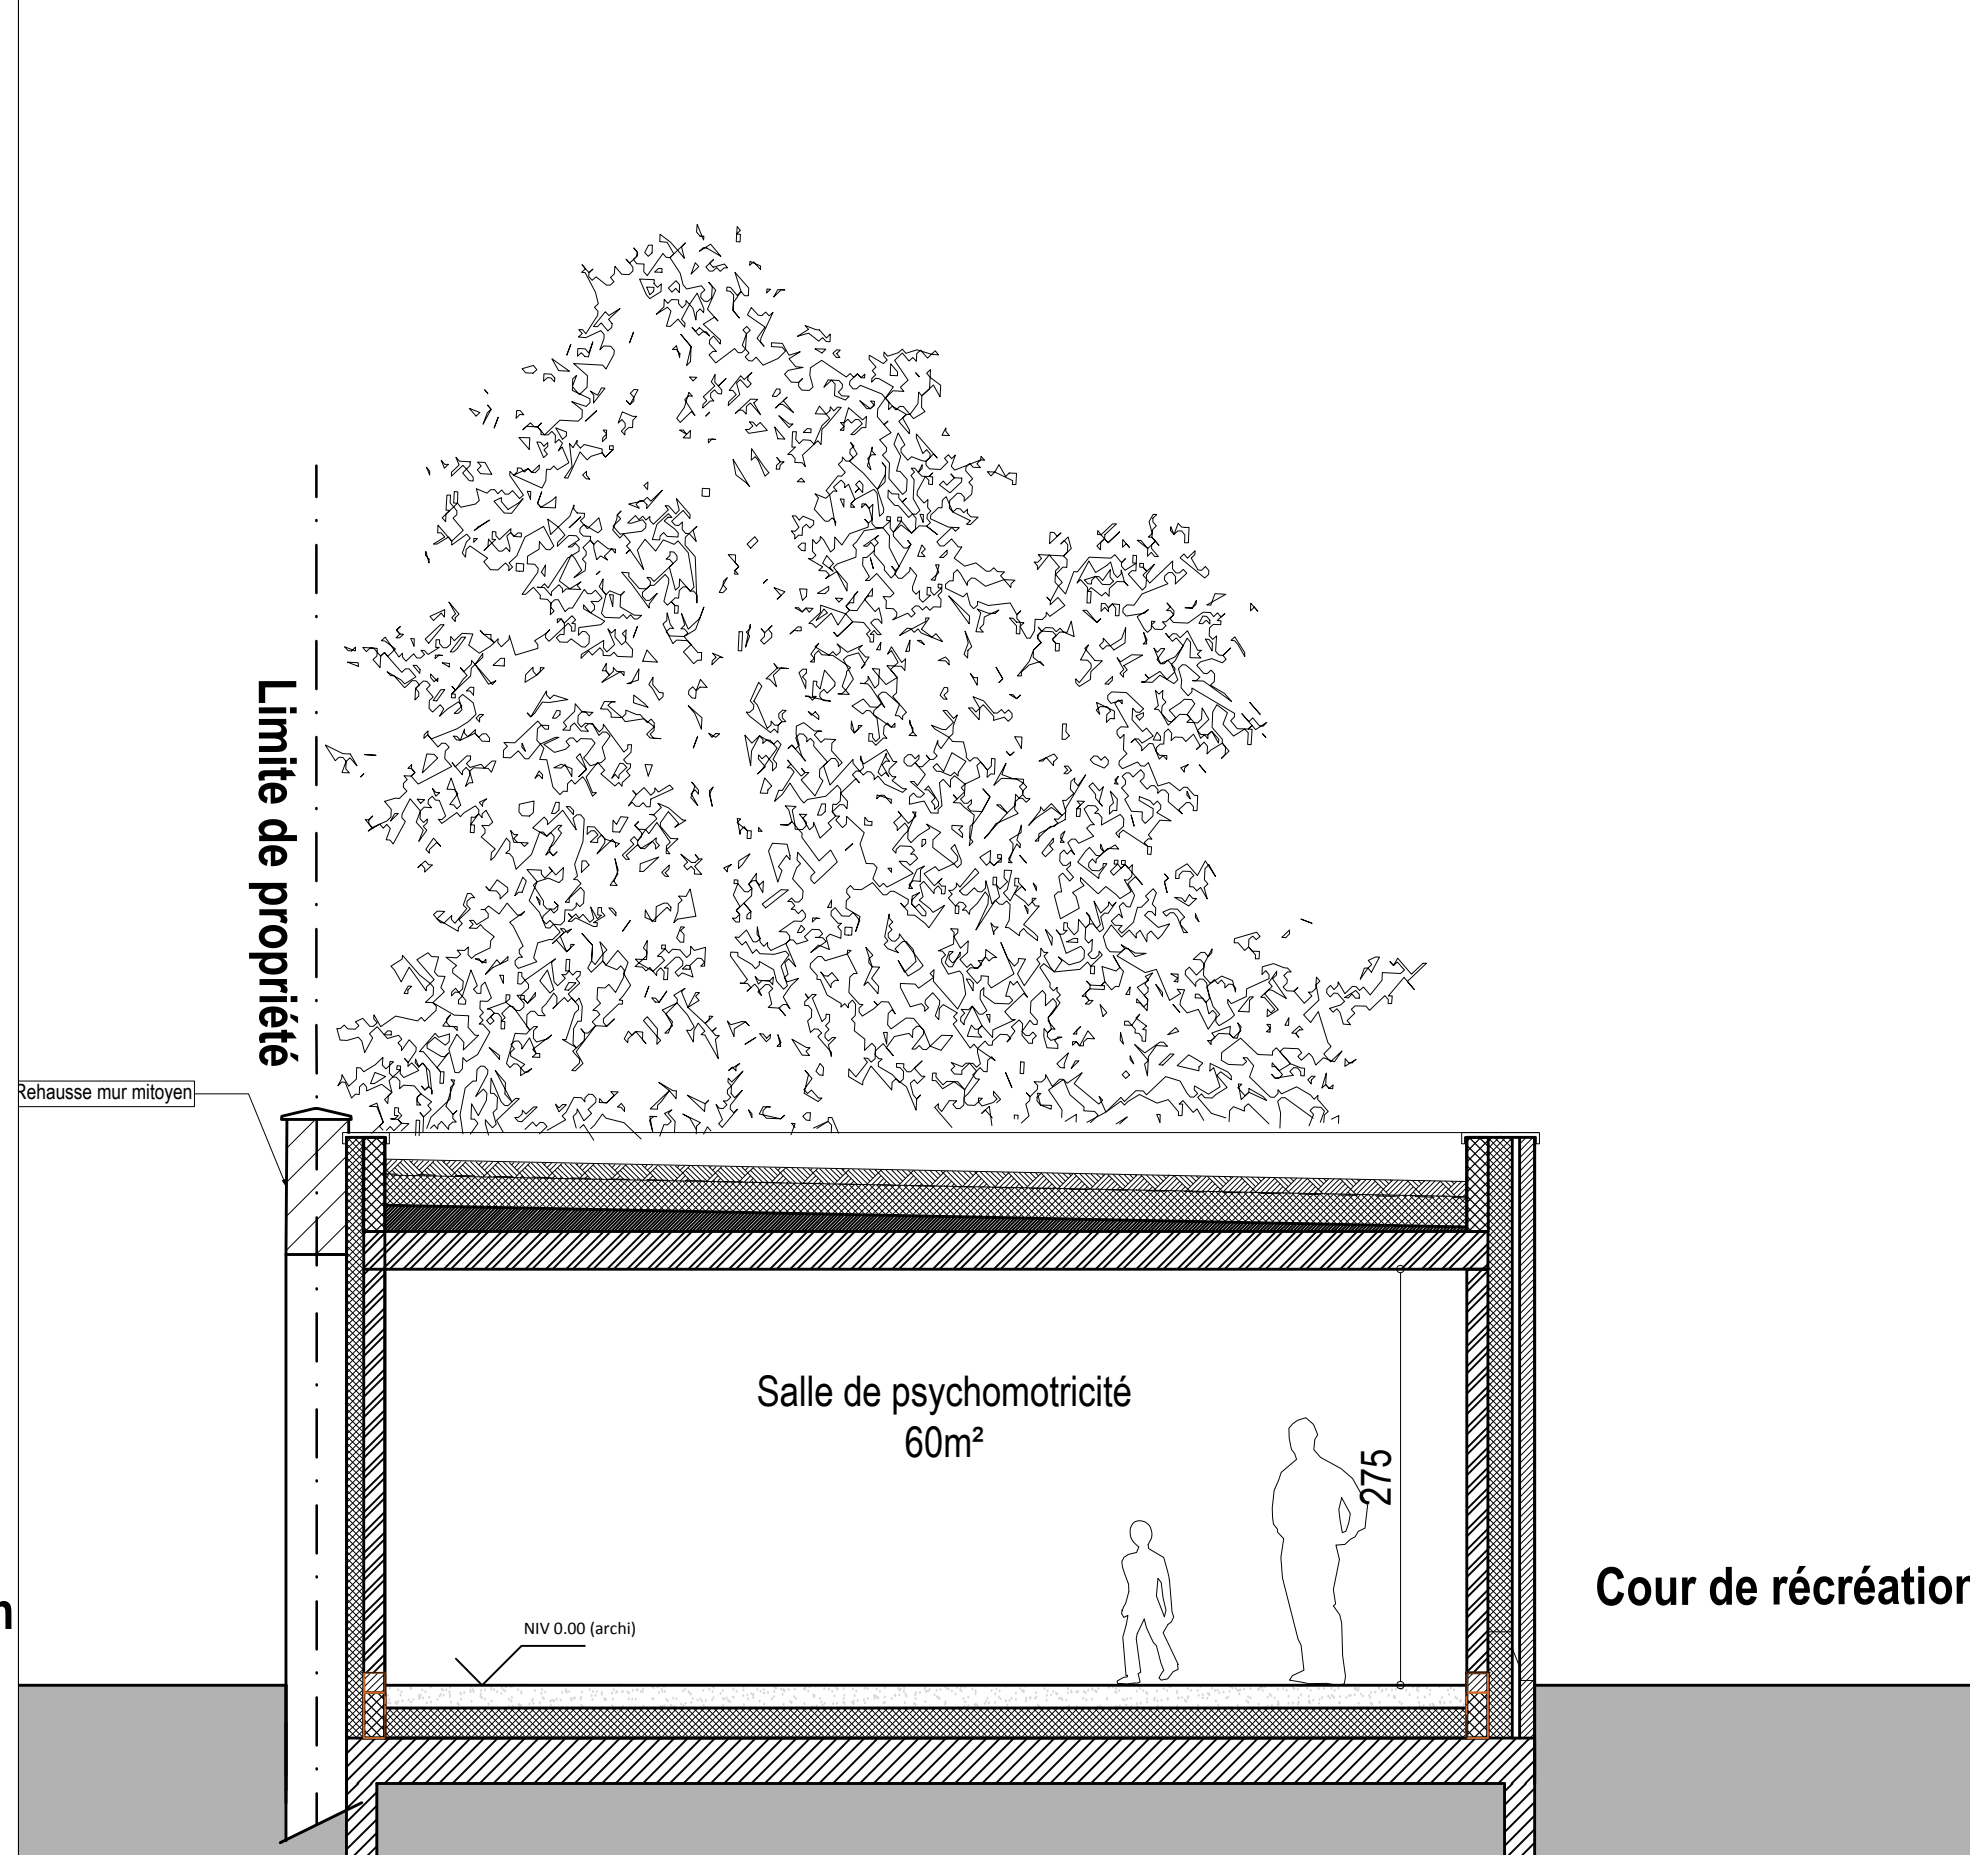 Limite de propriété
Rehausse mur mitoyen
Salle de psychomotricité
60m²
275
NIV 0.00 (archi)
Cour de récréation
n